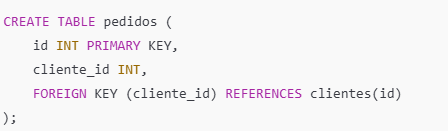 CREATE TABLE pedidos (
    id INT PRIMARY KEY,
    cliente_id INT,
    FOREIGN KEY (cliente_id) REFERENCES clientes(id)
);